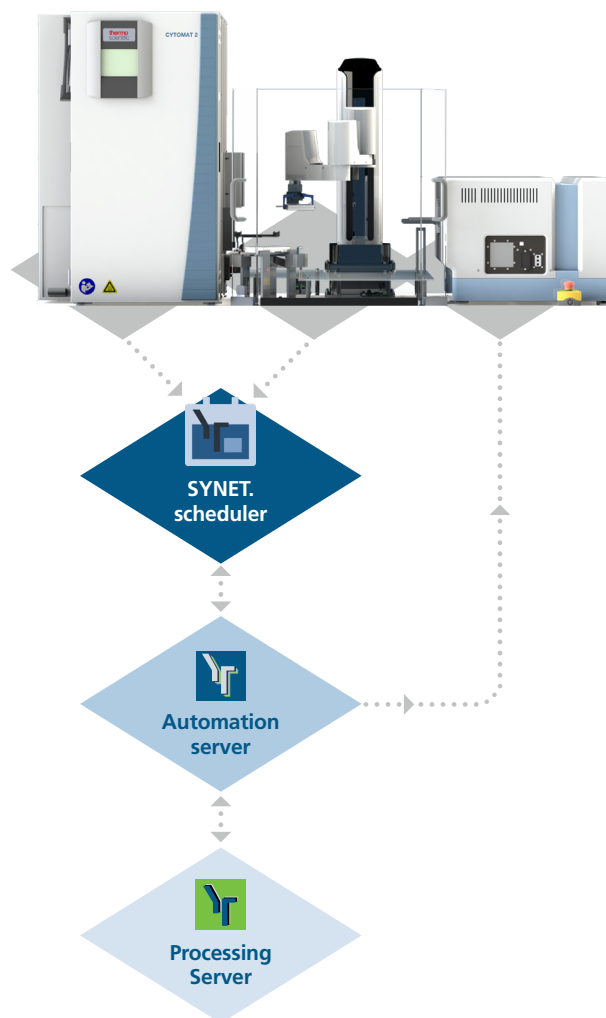 thermo
scientific
CYTOMAT 2
SYNET.
scheduler
Automation
server
Processing
Server